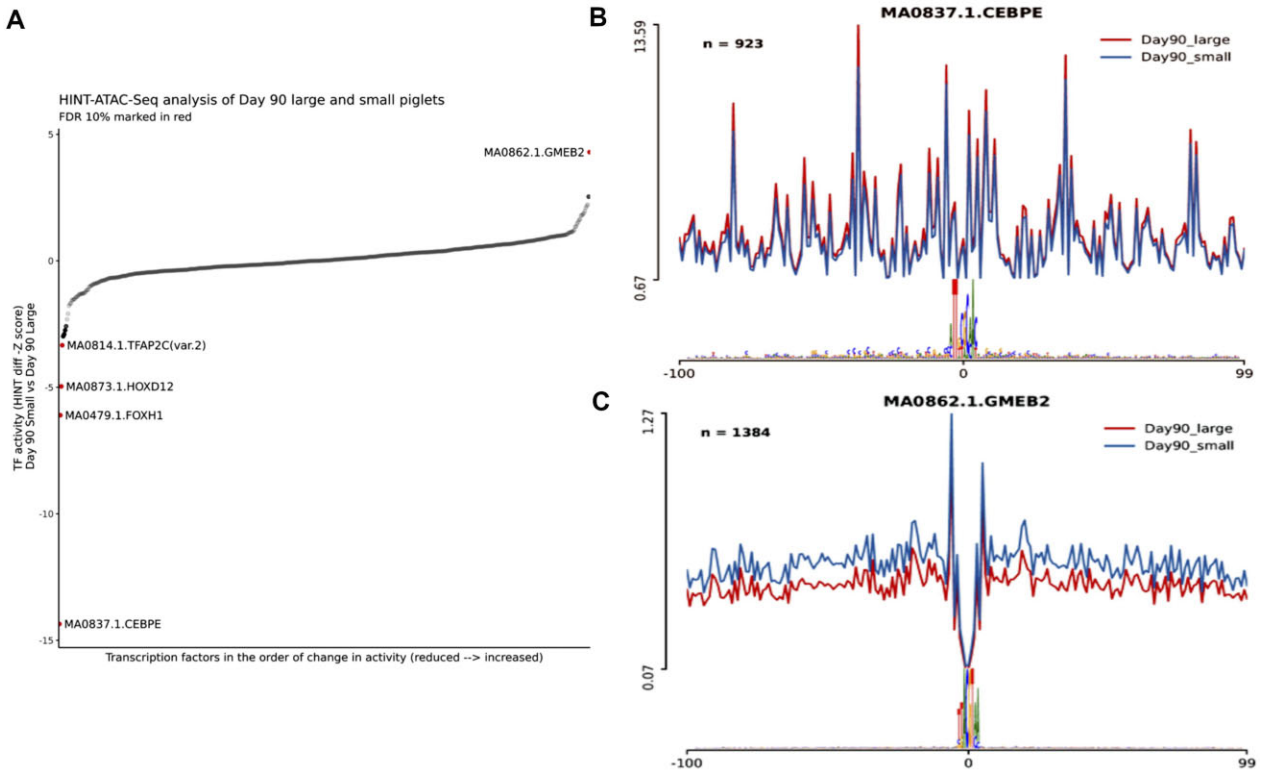 A
HINT-ATAC-Seq analysis of Day 90 large and small piglets
FDR 10% marked in red
TF activity (HINT diff -Z score)
Day 90 Small vs Day 90 Large
5
0
-5
-10
-15
MA0862.1.GMEB2
MA0814.1.TFAP2C(var.2)
MA0873.1.HOXD12
MA0479.1.FOXH1
MA0837.1.CEBPE
Transcription factors in the order of change in activity (reduced --> increased)
B
MA0837.1.CEBPE
13.59
0.67
n = 923
Day90_large
Day90_small
-100
0
99
C
MA0862.1.GMEB2
1.27
0.07
n = 1384
Day90_large
Day90_small
-100
0
99